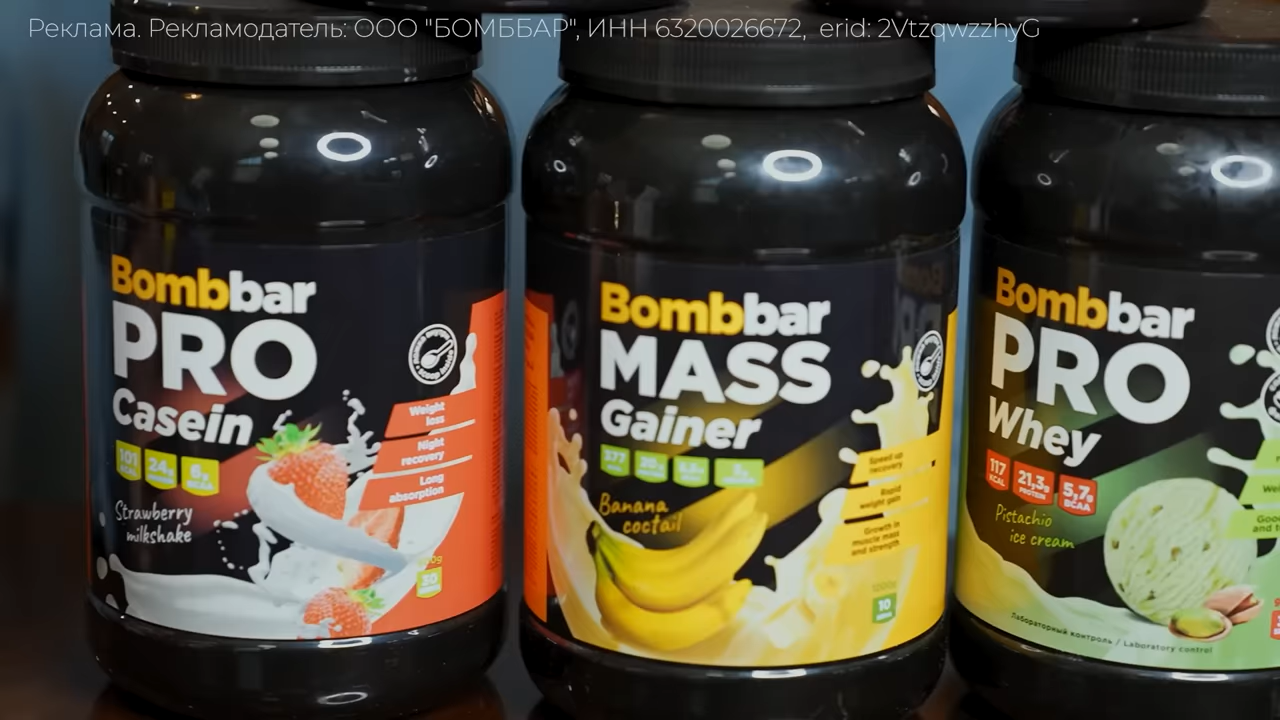 Реклама. Рекламодатель: ООО "БОМББАР", ИНН 6320026672, erid: 2VtzqwzzhyG
Bombbar
PRO
Casein
101 24g 6g
KCAL PROTEIN BCAA
Strawberry
milkshake
Weight
loss
Night
recovery
Long
absorption
30
Bombbar
MASS
Gainer
377
Banana
coctail
Speed up
recovery
Rapid
weight gain
Growth in
muscle mass
and strength
1000g
10
Bombbar
PRO
Whey
117 21,3g 5,7g
KCAL PROTEIN BCAA
Pistachio
ice cream
Лабораторный контроль / Laboratory control